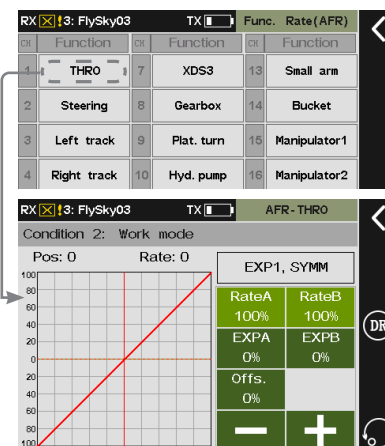 RX !3: FlySky03 TX Func. Rate(AFR)
CH Function CH Function CH Function
1 THRO 7 XDS3 13 Small arm
2 Steering 8 Gearbox 14 Bucket
3 Left track 9 Plat. turn 15 Manipulator1
4 Right track 10 Hyd. pump 16 Manipulator2
RX !3: FlySky03 TX AFR-THRO
Condition 2: Work mode
Pos: 0 Rate: 0
EXP1, SYMM
100
80
60
40
20
0
20
40
60
80
100
RateA RateB
100% 100%
EXPA EXPB
0% 0%
Offs.
0%
− +
DR